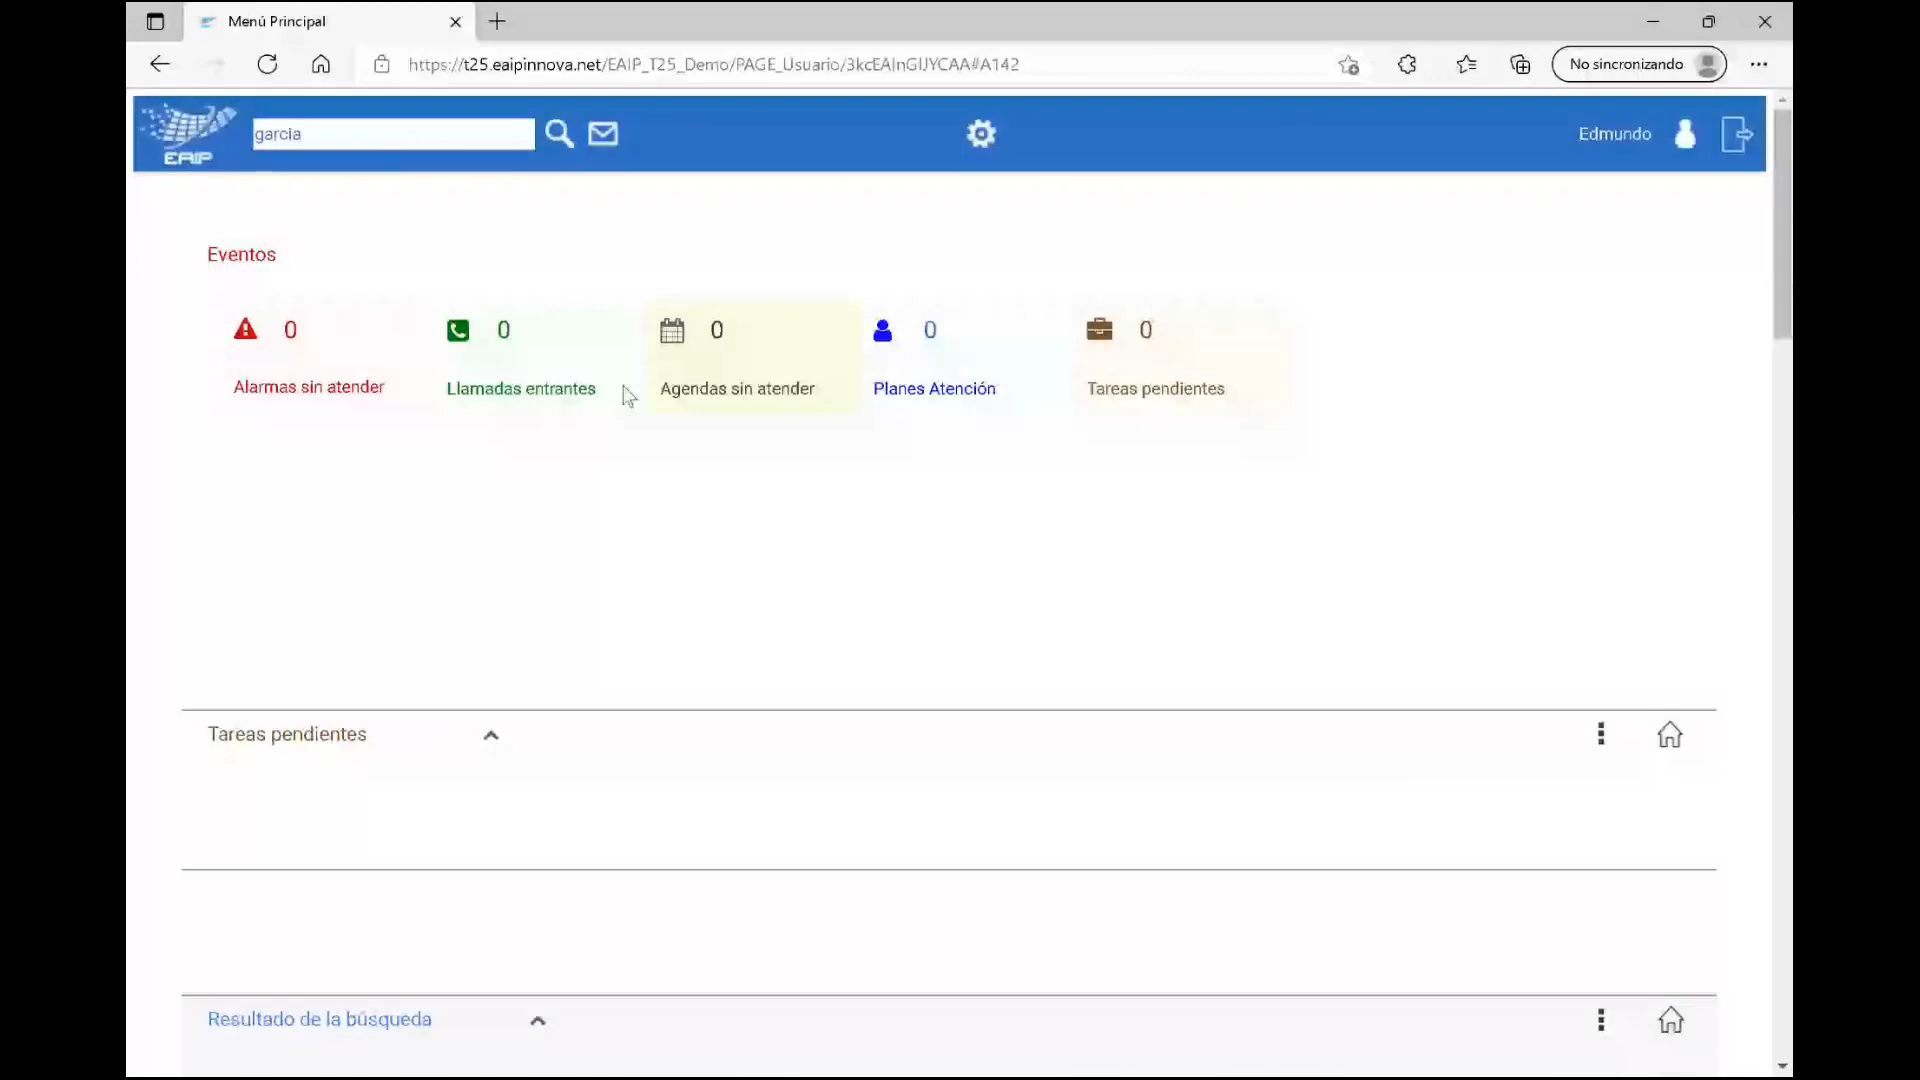 Menú Principal
https://t25.eaipinnova.net/EAIP_T25_Demo/PAGE_Usuario/3kcEAInGIJYCAA#A142
No sincronizando
EAIP
garcia
Edmundo
Eventos
0
0
0
0
0
Alarmas sin atender
Llamadas entrantes
Agendas sin atender
Planes Atención
Tareas pendientes
Tareas pendientes
Resultado de la búsqueda